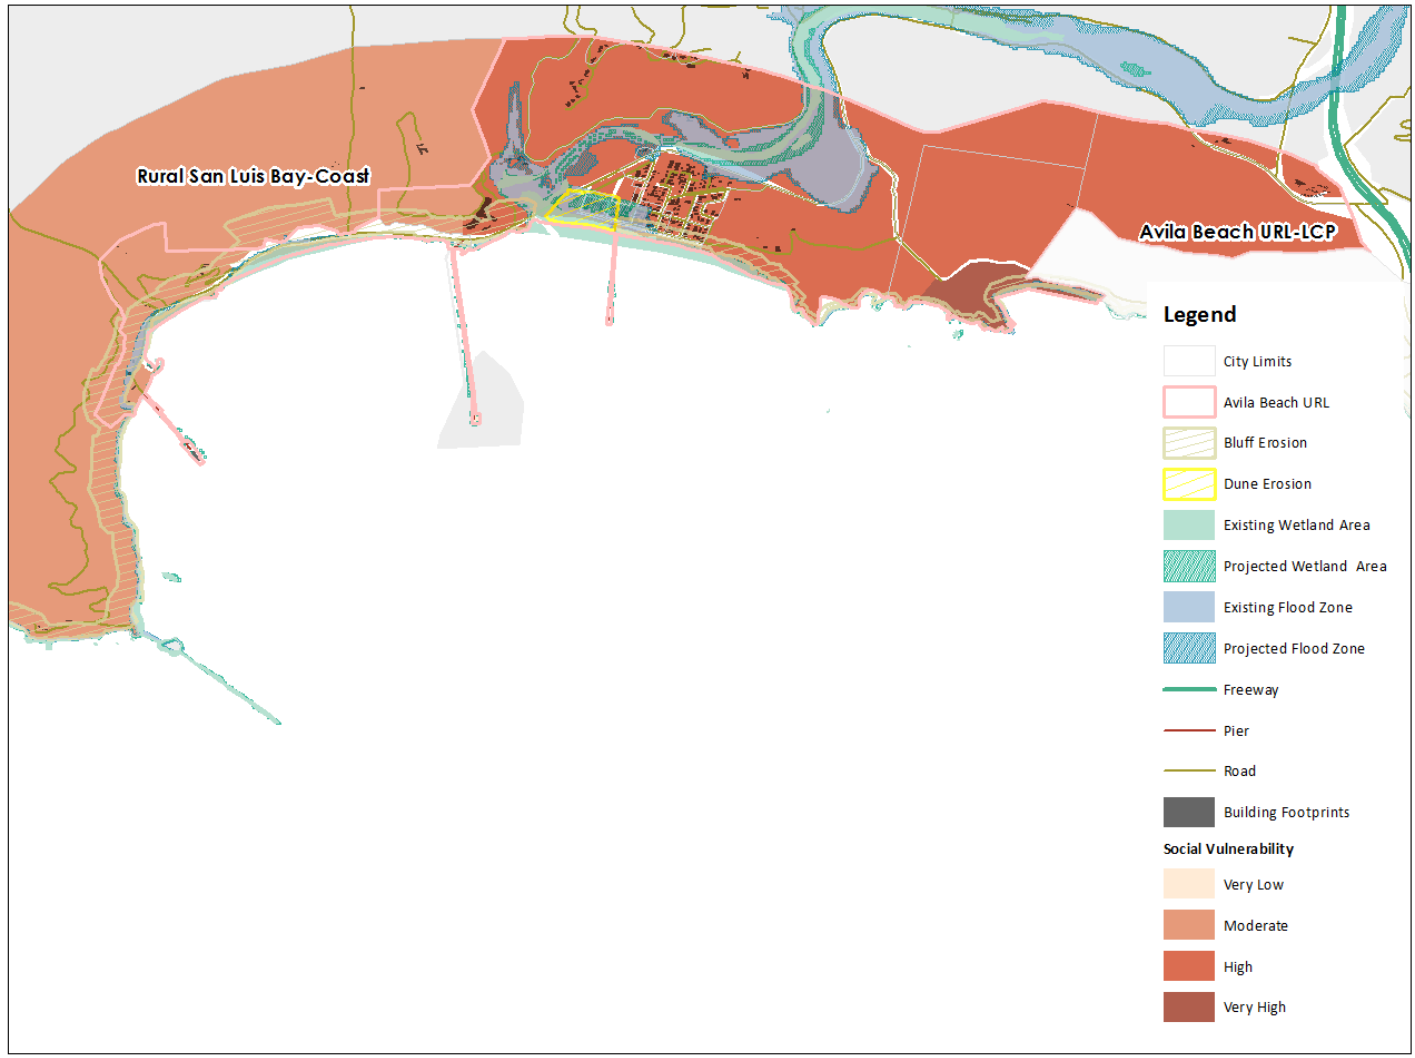 Rural San Luis Bay-Coast
Avila Beach URL-LCP
Legend
City Limits
Avila Beach URL
Bluff Erosion
Dune Erosion
Existing Wetland Area
Projected Wetland Area
Existing Flood Zone
Projected Flood Zone
Freeway
Pier
Road
Building Footprints
Social Vulnerability
Very Low
Moderate
High
Very High